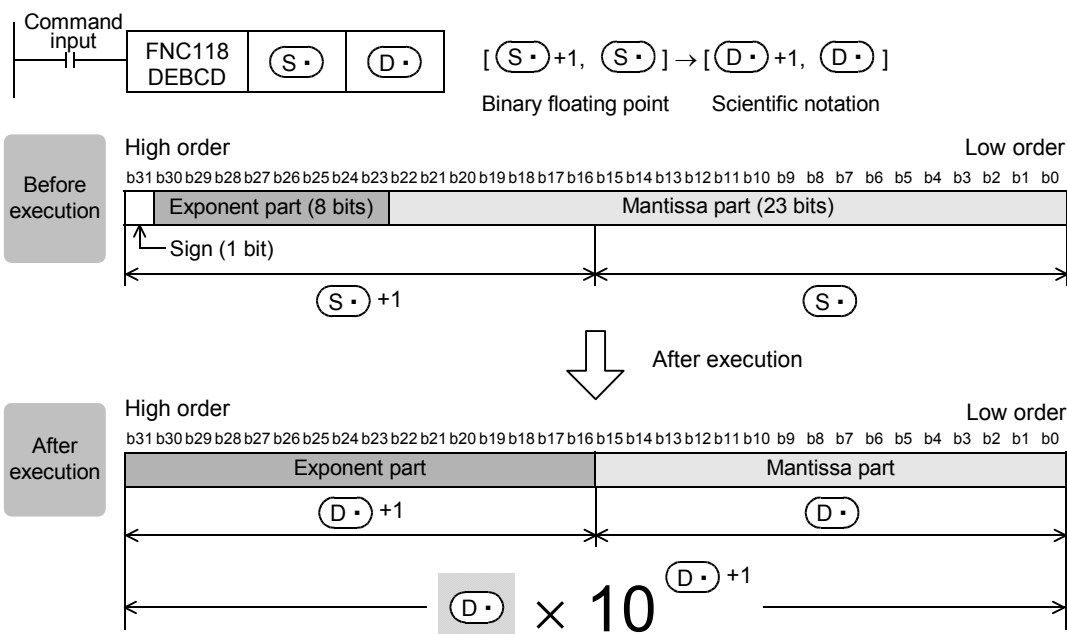 Command
input
FNC118
DEBCD
S·
D·
[ S· +1, S· ] → [ D· +1, D· ]
Binary floating point Scientific notation
Before
execution
High order Low order
b31 b30 b29 b28 b27 b26 b25 b24 b23 b22 b21 b20 b19 b18 b17 b16 b15 b14 b13 b12 b11 b10 b9 b8 b7 b6 b5 b4 b3 b2 b1 b0
Exponent part (8 bits) Mantissa part (23 bits)
Sign (1 bit)
S· +1 S·
After execution
After
execution
High order Low order
b31 b30 b29 b28 b27 b26 b25 b24 b23 b22 b21 b20 b19 b18 b17 b16 b15 b14 b13 b12 b11 b10 b9 b8 b7 b6 b5 b4 b3 b2 b1 b0
Exponent part Mantissa part
D· +1 D·
D· × 10 D· +1